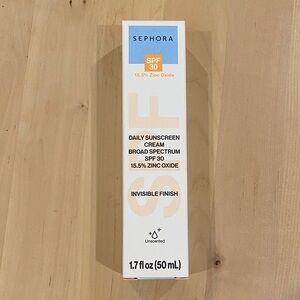 SEPHORA
SPF
30
15.5% Zinc Oxide
SPF
DAILY SUNSCREEN
CREAM
BROAD SPECTRUM
SPF 30
15.5% ZINC OXIDE
INVISIBLE FINISH
Unscented
1.7 fl oz (50 mL)